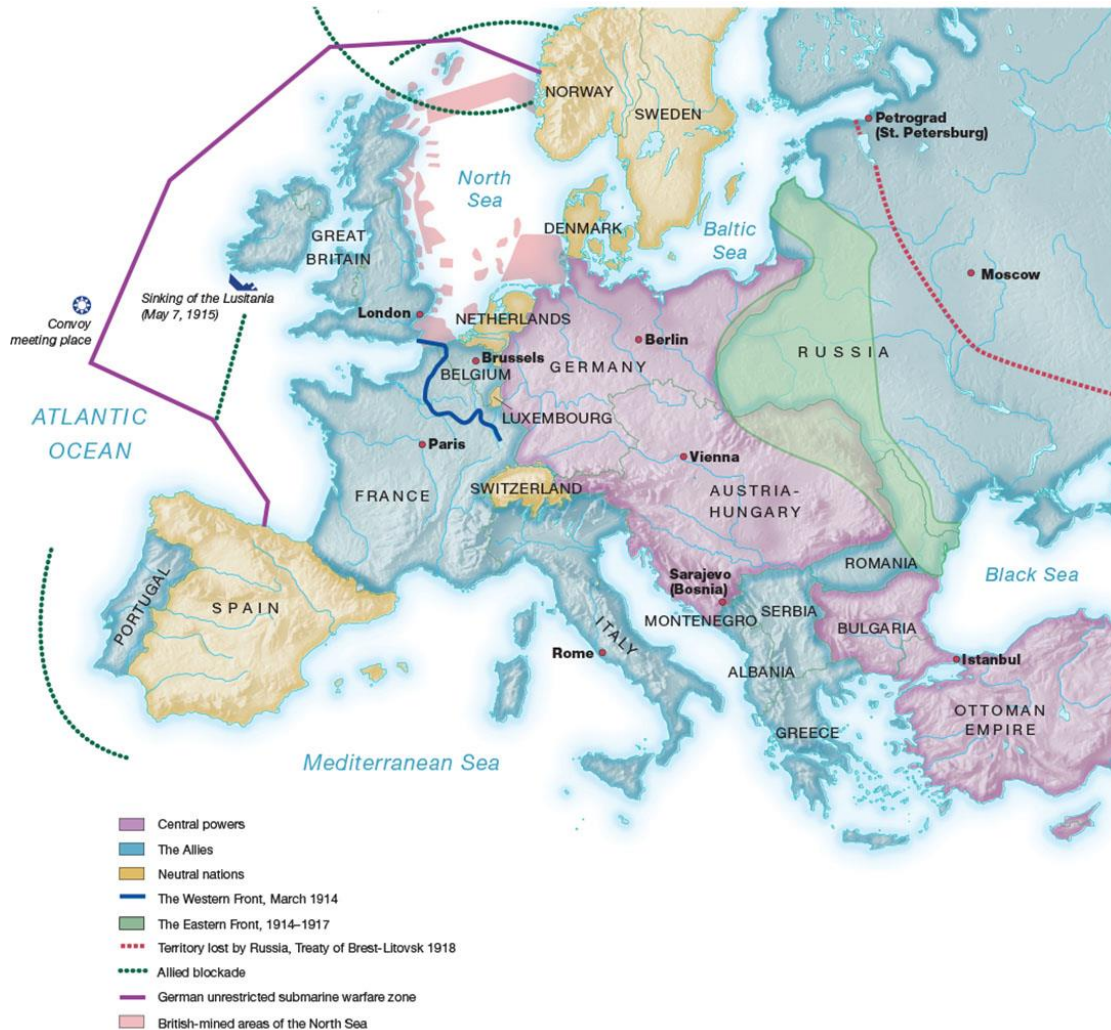 NORWAY
SWEDEN
Petrograd
(St. Petersburg)
North
Sea
DENMARK
Baltic
Sea
GREAT
BRITAIN
Moscow
Sinking of the Lusitania
(May 7, 1915)
Convoy
meeting place
London
NETHERLANDS
Berlin
RUSSIA
Brussels
BELGIUM
GERMANY
LUXEMBOURG
ATLANTIC
OCEAN
Paris
Vienna
FRANCE
SWITZERLAND
AUSTRIA-
HUNGARY
ROMANIA
Black Sea
PORTUGAL
SPAIN
Sarajevo
(Bosnia)
MONTENEGRO
SERBIA
BULGARIA
ITALY
Rome
Istanbul
ALBANIA
OTTOMAN
EMPIRE
GREECE
Mediterranean Sea
Central powers
The Allies
Neutral nations
The Western Front, March 1914
The Eastern Front, 1914–1917
Territory lost by Russia, Treaty of Brest-Litovsk 1918
Allied blockade
German unrestricted submarine warfare zone
British-mined areas of the North Sea